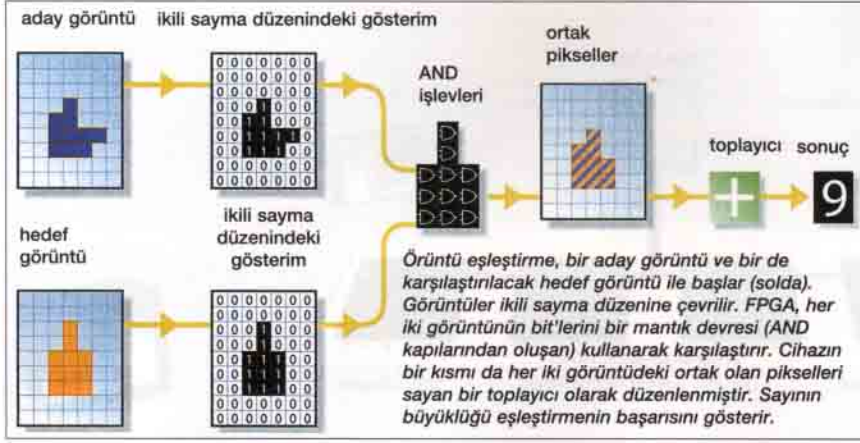 aday görüntü
ikili sayma düzenindeki gösterim
AND
işlevleri
ortak
pikseller
toplayıcı
sonuç
9
hedef
görüntü
ikili sayma
düzenindeki
gösterim
Örüntü eşleştirme, bir aday görüntü ve bir de
karşılaştırılacak hedef görüntü ile başlar (solda).
Görüntüler ikili sayma düzenine çevrilir. FPGA, her
iki görüntünün bit'lerini bir mantık devresi (AND
kapılarından oluşan) kullanarak karşılaştırır. Cihazın
bir kısmı da her iki görüntüdeki ortak olan pikselleri
sayan bir toplayıcı olarak düzenlenmiştir. Sayının
büyüklüğü eşleştirmenin başarısını gösterir.